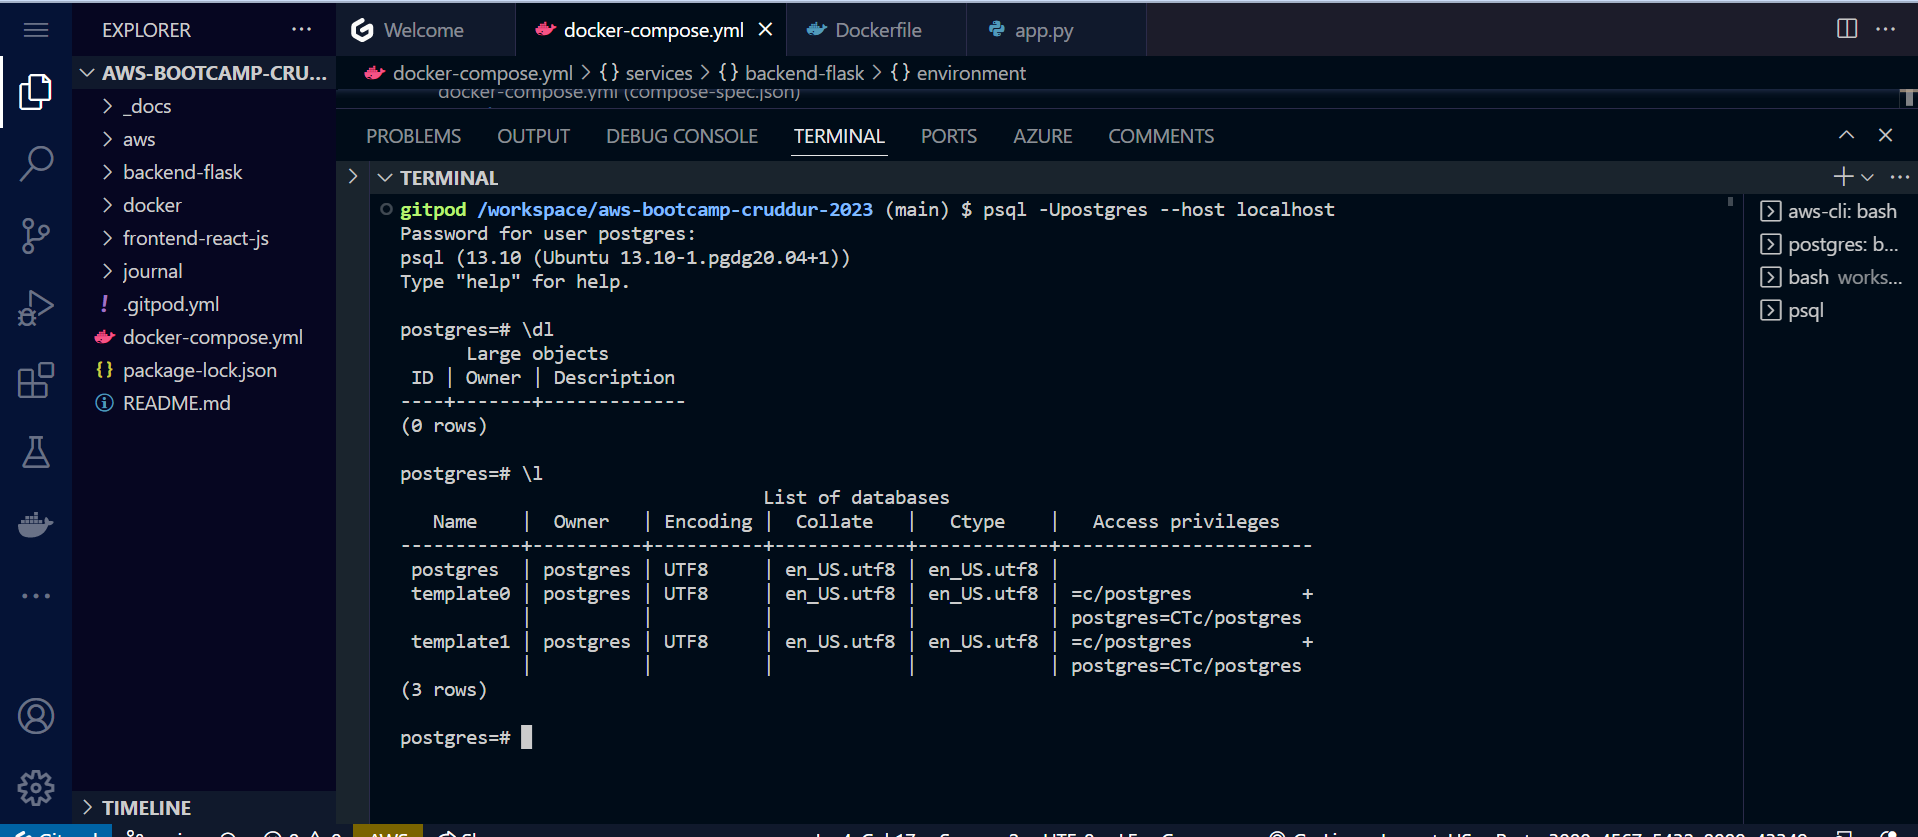 EXPLORER ···
Welcome
docker-compose.yml
Dockerfile
app.py
AWS-BOOTCAMP-CRU...
_docs
aws
backend-flask
docker
frontend-react-js
journal
! .gitpod.yml
docker-compose.yml
{} package-lock.json
README.md
TIMELINE
docker-compose.yml > {} services > {} backend-flask > {} environment
docker-compose.yml (compose-spec.json)
PROBLEMS OUTPUT DEBUG CONSOLE TERMINAL PORTS AZURE COMMENTS
TERMINAL
gitpod /workspace/aws-bootcamp-cruddur-2023 (main) $ psql -Upostgres --host localhost
Password for user postgres:
psql (13.10 (Ubuntu 13.10-1.pgdg20.04+1))
Type "help" for help.
postgres=# \dl
Large objects
ID | Owner | Description
----+-------+-------------
(0 rows)
postgres=# \l
List of databases
Name | Owner | Encoding | Collate | Ctype | Access privileges
-----------+----------+----------+------------+------------+-----------------------
postgres | postgres | UTF8 | en_US.utf8 | en_US.utf8 |
template0 | postgres | UTF8 | en_US.utf8 | en_US.utf8 | =c/postgres +
| | | | | postgres=CTc/postgres
template1 | postgres | UTF8 | en_US.utf8 | en_US.utf8 | =c/postgres +
| | | | | postgres=CTc/postgres
(3 rows)
postgres=#
aws-cli: bash
postgres: b...
bash works...
psql